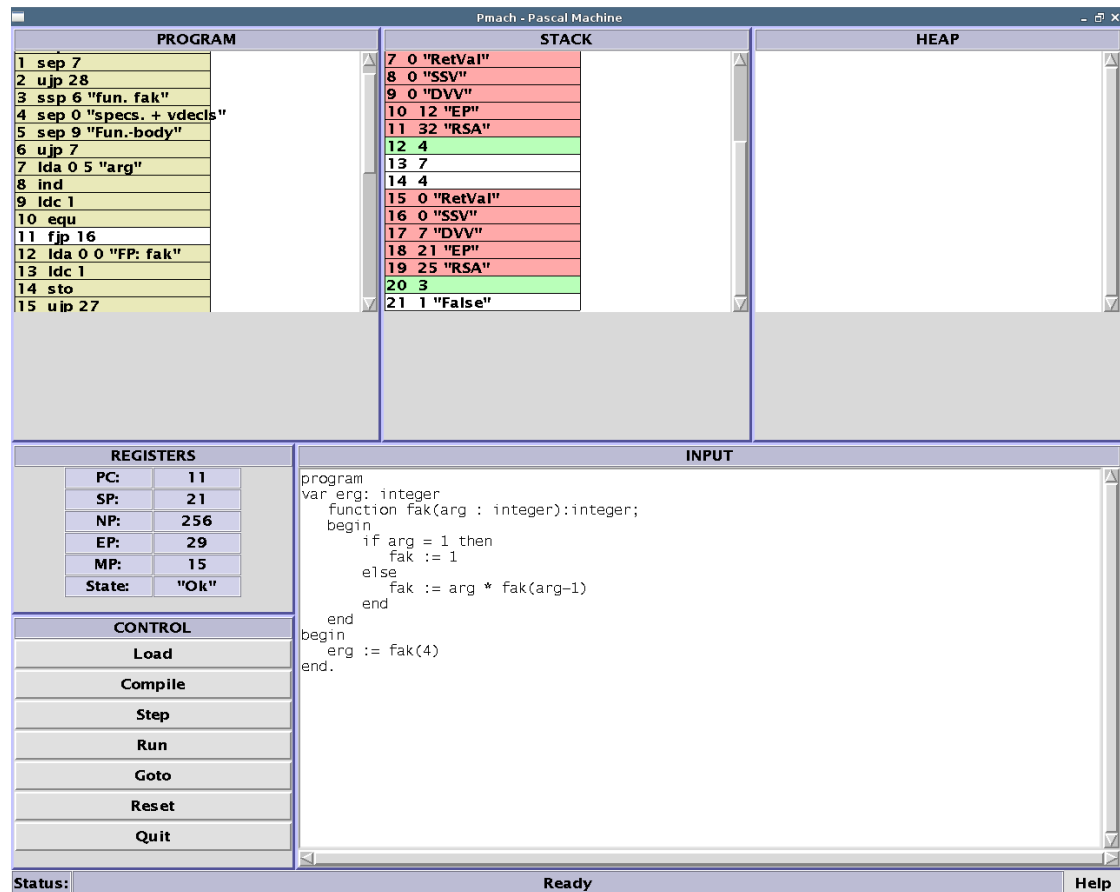 Pmach - Pascal Machine
PROGRAM
1 sep 7
2 ujp 28
3 ssp 6 "fun. fak"
4 sep 0 "specs. + vdecls"
5 sep 9 "Fun.-body"
6 ujp 7
7 lda 0 5 "arg"
8 ind
9 ldc 1
10 equ
11 fjp 16
12 lda 0 0 "FP: fak"
13 ldc 1
14 sto
15 ujp 27
STACK
7 0 "RetVal"
8 0 "SSV"
9 0 "DVV"
10 12 "EP"
11 32 "RSA"
12 4
13 7
14 4
15 0 "RetVal"
16 0 "SSV"
17 7 "DVV"
18 21 "EP"
19 25 "RSA"
20 3
21 1 "False"
HEAP
REGISTERS
PC: 11
SP: 21
NP: 256
EP: 29
MP: 15
State: "Ok"
CONTROL
Load
Compile
Step
Run
Goto
Reset
Quit
INPUT
program
var erg: integer
function fak(arg : integer):integer;
begin
if arg = 1 then
fak := 1
else
fak := arg * fak(arg-1)
end
end
begin
erg := fak(4)
end.
Status: Ready Help